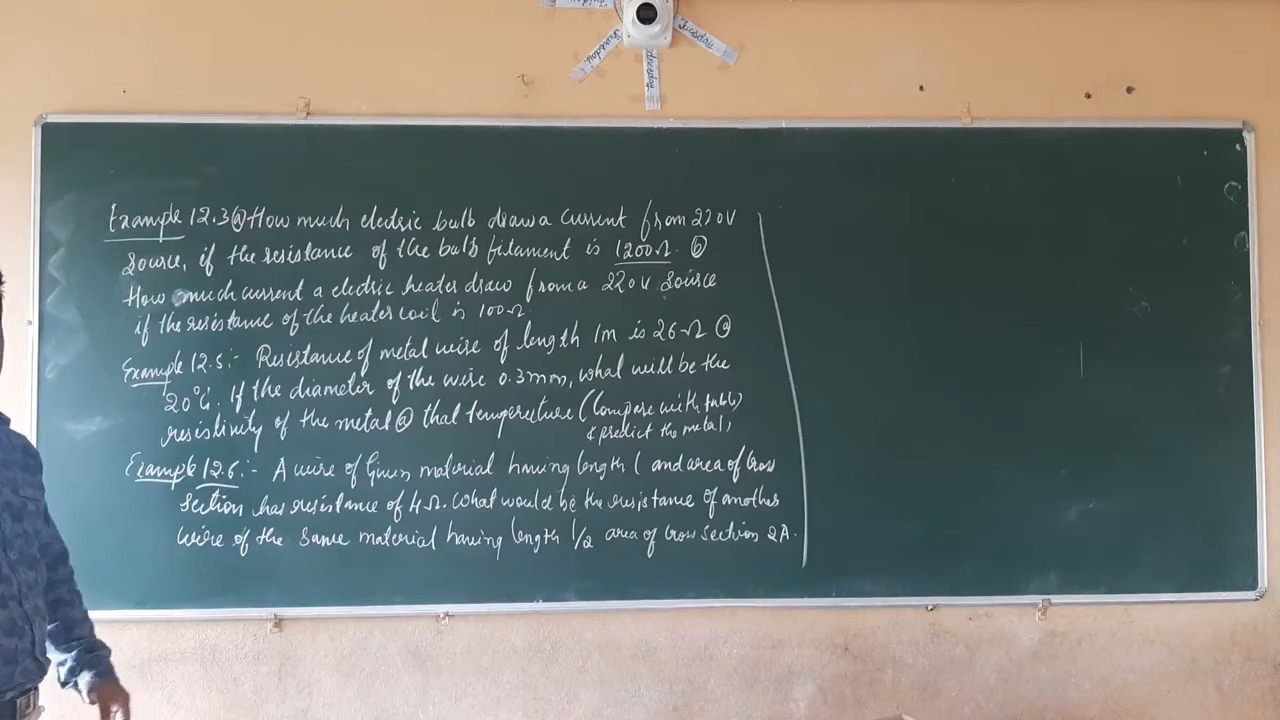 Thursday
Wednesday
Tuesday
Example 12.3 ⓐ How much electric bulb draw a current from 220V
Source, if the resistance of the bulb filament is 1200Ω. ⓑ
How much current a electric heater draw from a 220V Source
if the resistance of the heater coil is 100Ω
Example 12.5:- Resistance of metal wire of length 1m is 26Ω @
20°C. If the diameter of the wire 0.3mm, what will be the
resistivity of the metal @ that temperature (Compare with table)
& predict the metal)
Example 12.6:- A wire of Given material having length l and area of Cross
Section has resistance of 4Ω. What would be the resistance of another
wire of the same material having length l/2 area of cross section 2A.